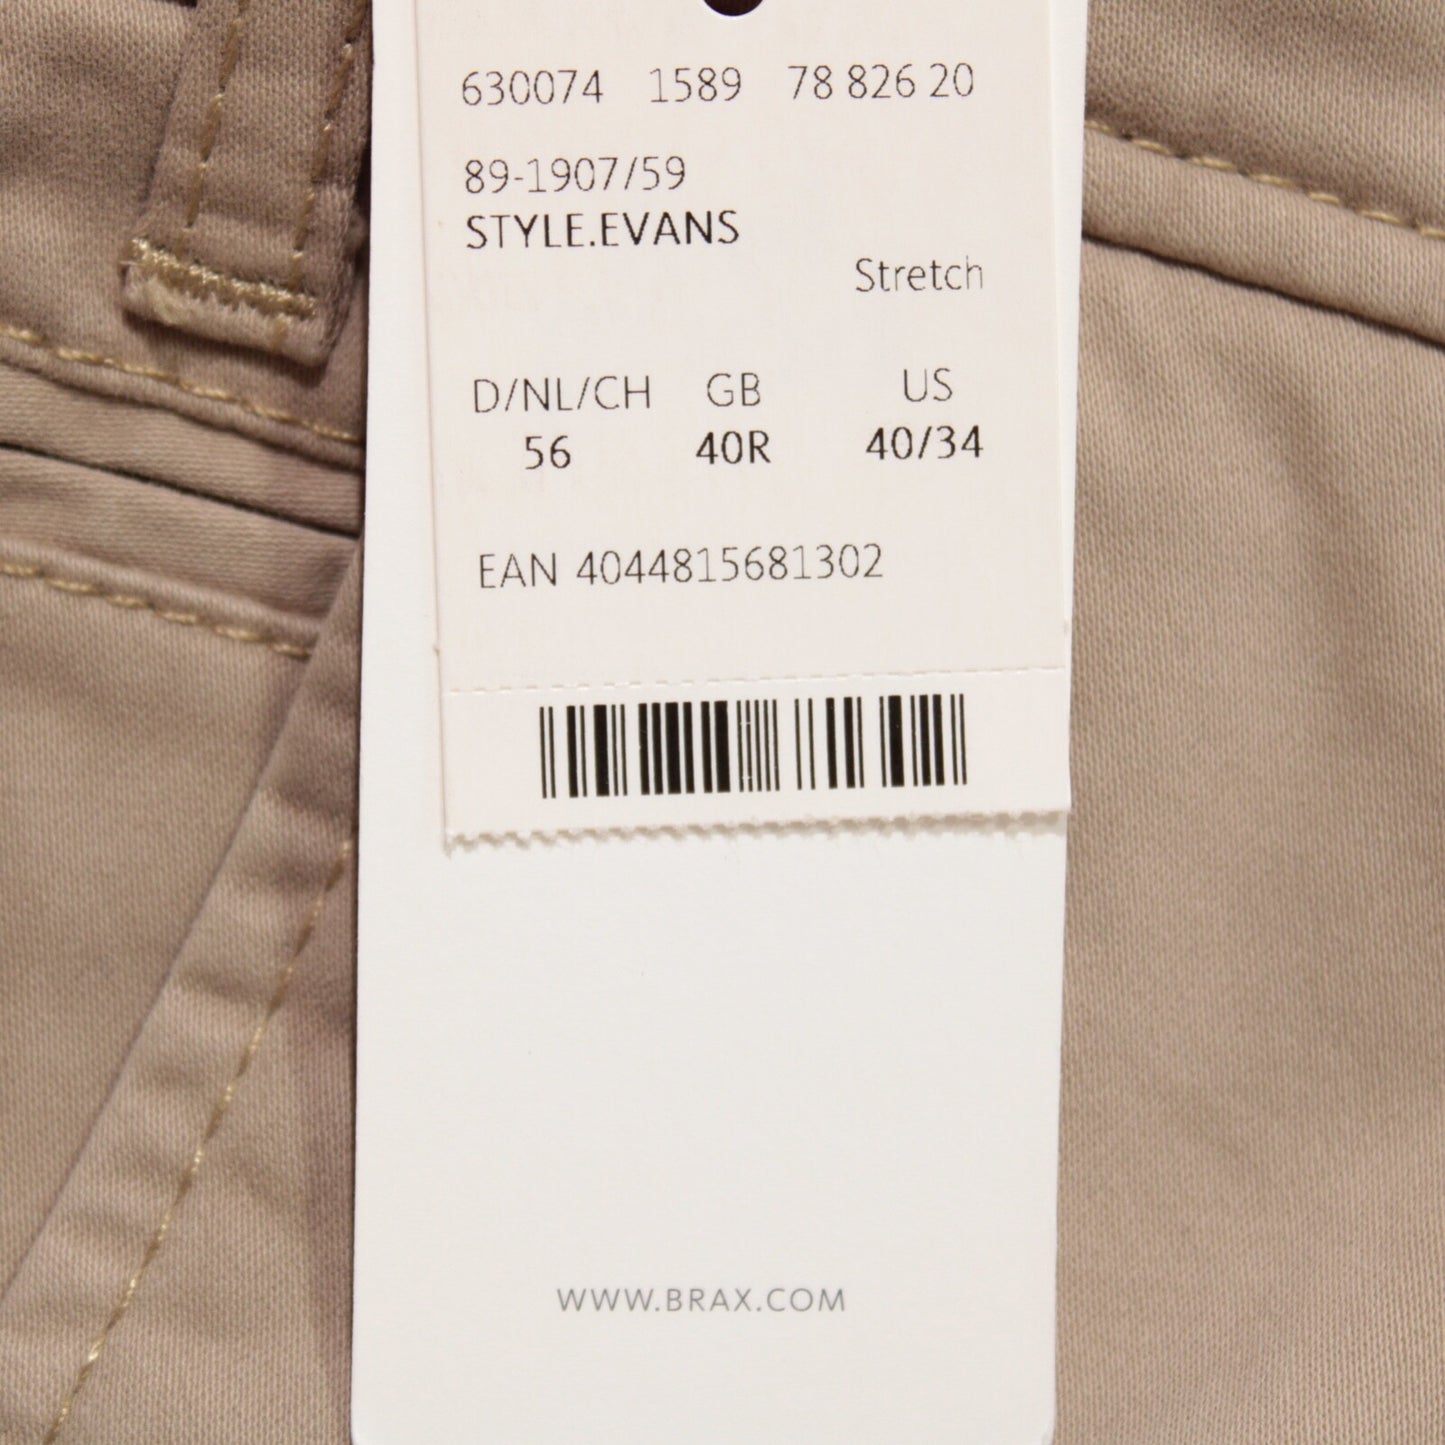 630074 1589 78 826 20
89-1907/59
STYLE.EVANS
Stretch
D/NL/CH GB US
56 40R 40/34
EAN 4044815681302
WWW.BRAX.COM